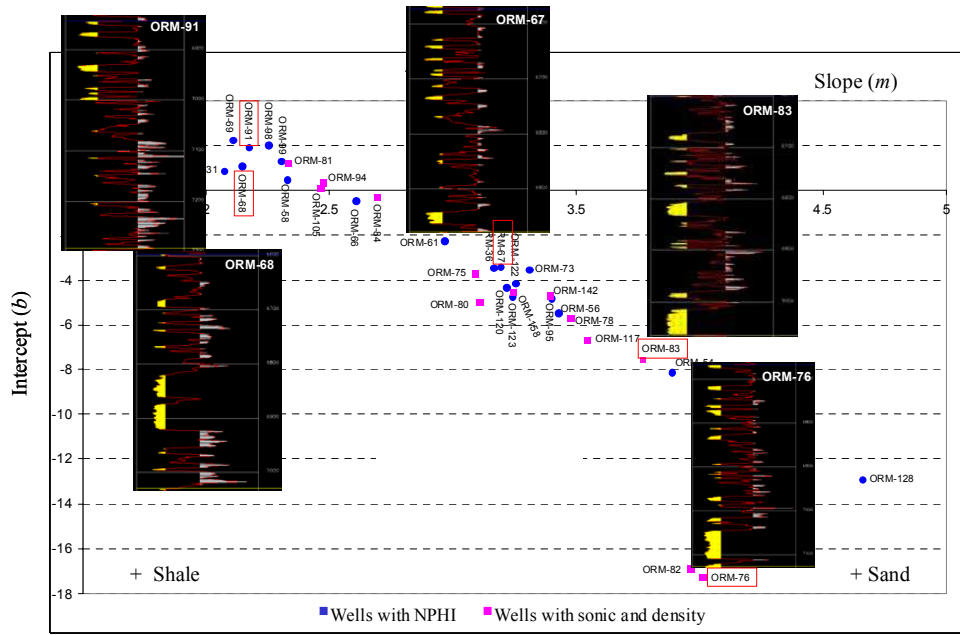 ORM-91
ORM-67
Slope (m)
ORM-83
ORM-69
ORM-91
ORM-98
ORM-99
ORM-81
31
ORM-68
ORM-58
ORM-94
ORM-105
2.5
ORM-66
ORM-84
3.5
4.5
5
ORM-61
ORM-36
ORM-67
ORM-122
ORM-73
ORM-75
ORM-80
ORM-120
ORM-123
ORM-158
ORM-142
ORM-95
ORM-56
ORM-78
ORM-117
ORM-83
ORM-54
ORM-68
ORM-76
Intercept (b)
-4
-6
-8
-10
12
14
-16
-18
ORM-128
ORM-82
ORM-76
+ Shale
+ Sand
Wells with NPHI
Wells with sonic and density